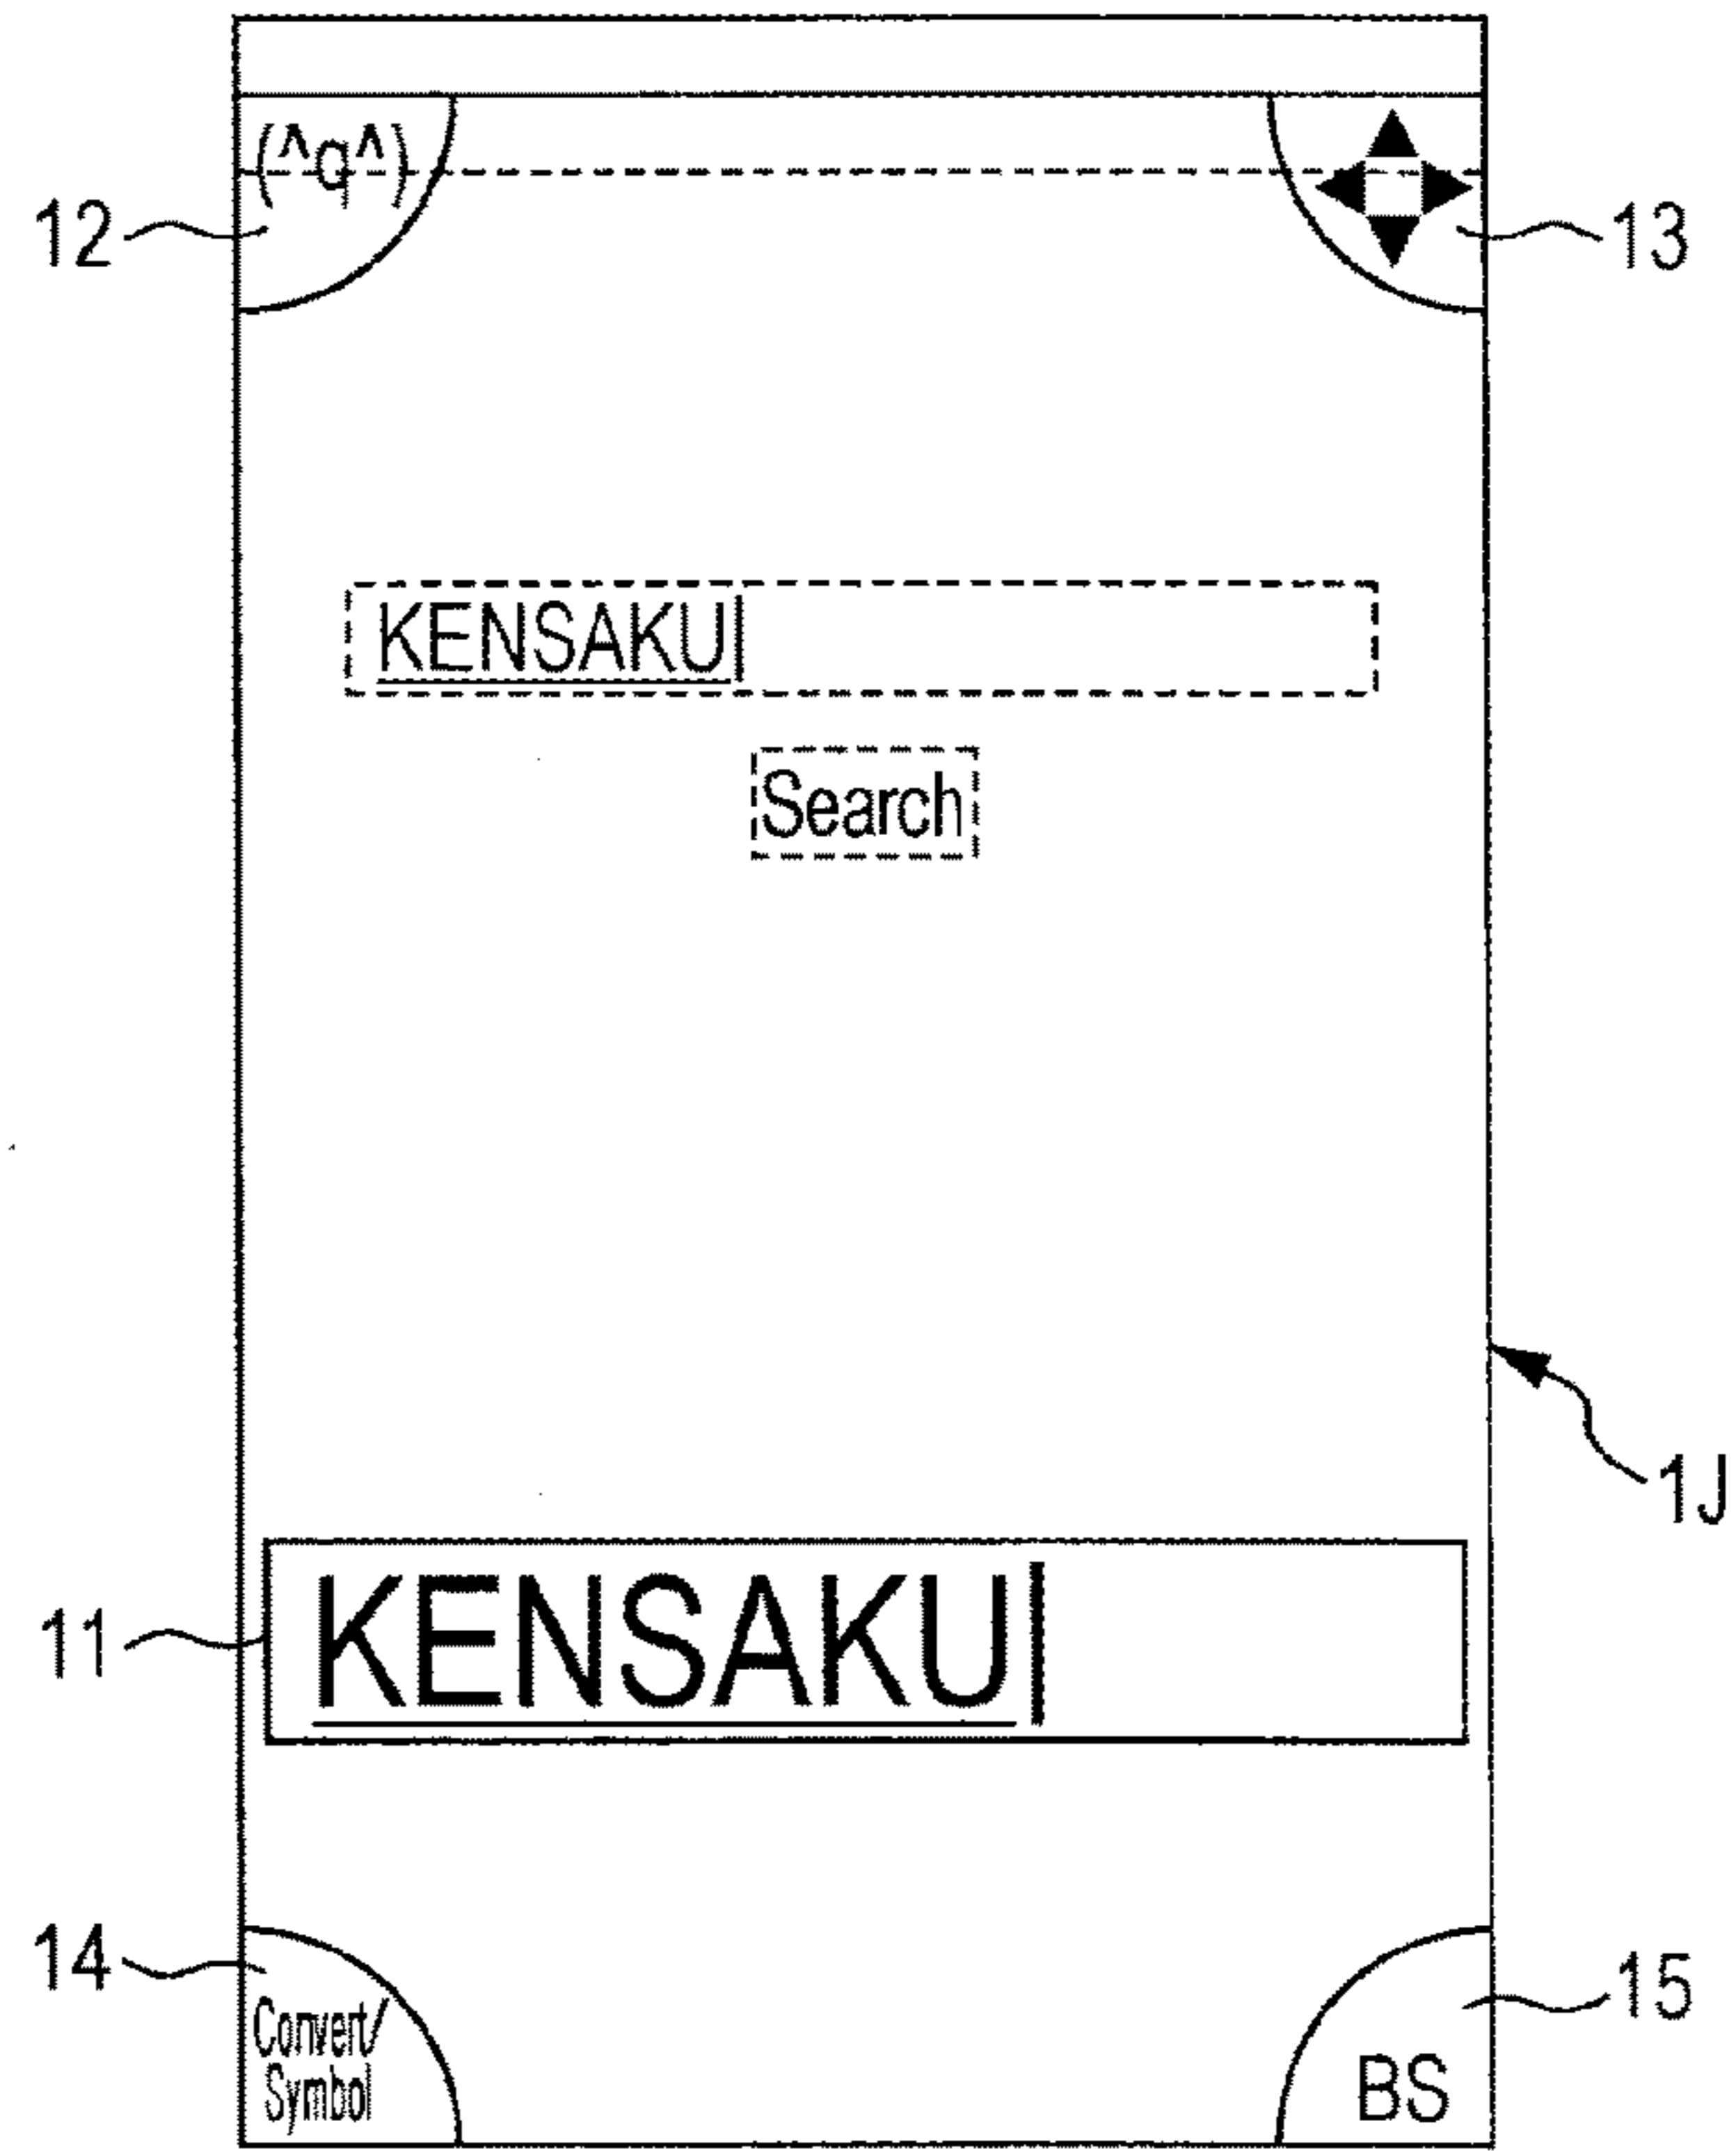 (^q^)
12
13
KENSAKU
Search
1J
11
KENSAKU
14
Convert/
Symbol
15
BS